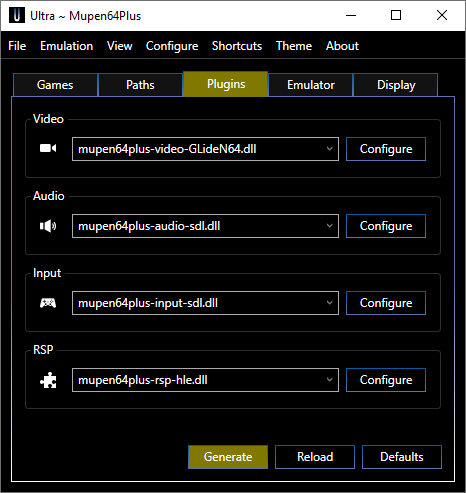 Ultra ~ Mupen64Plus
File Emulation View Configure Shortcuts Theme About
Games Paths Plugins Emulator Display
Video
mupen64plus-video-GLideN64.dll Configure
Audio
mupen64plus-audio-sdl.dll Configure
Input
mupen64plus-input-sdl.dll Configure
RSP
mupen64plus-rsp-hle.dll Configure
Generate Reload Defaults